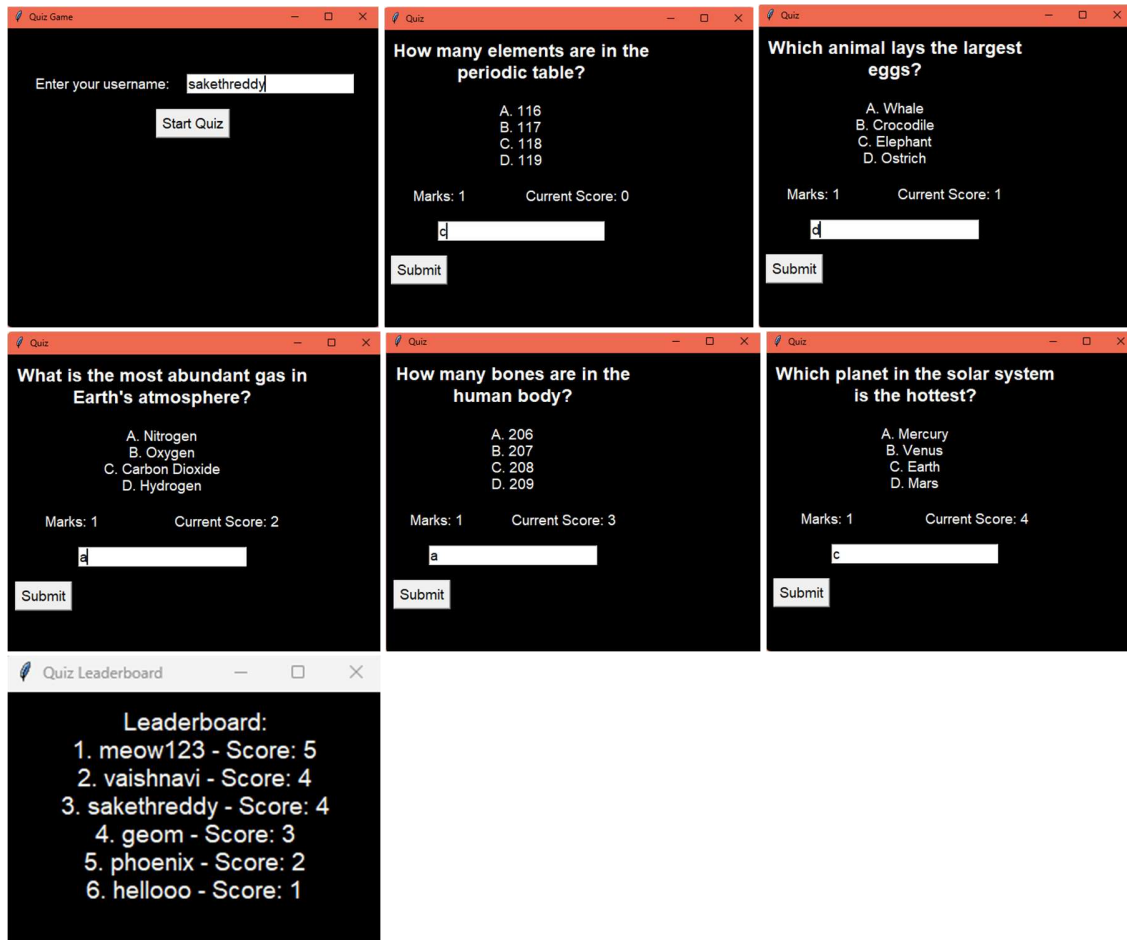 Quiz Game
Enter your username: sakethreddy
Start Quiz
Quiz
How many elements are in the
periodic table?
A. 116
B. 117
C. 118
D. 119
Marks: 1 Current Score: 0
c
Submit
Quiz
Which animal lays the largest
eggs?
A. Whale
B. Crocodile
C. Elephant
D. Ostrich
Marks: 1 Current Score: 1
d
Submit
Quiz
What is the most abundant gas in
Earth's atmosphere?
A. Nitrogen
B. Oxygen
C. Carbon Dioxide
D. Hydrogen
Marks: 1 Current Score: 2
a
Submit
Quiz
How many bones are in the
human body?
A. 206
B. 207
C. 208
D. 209
Marks: 1 Current Score: 3
a
Submit
Quiz
Which planet in the solar system
is the hottest?
A. Mercury
B. Venus
C. Earth
D. Mars
Marks: 1 Current Score: 4
c
Submit
Quiz Leaderboard
Leaderboard:
1. meow123 - Score: 5
2. vaishnavi - Score: 4
3. sakethreddy - Score: 4
4. geom - Score: 3
5. phoenix - Score: 2
6. hellooo - Score: 1